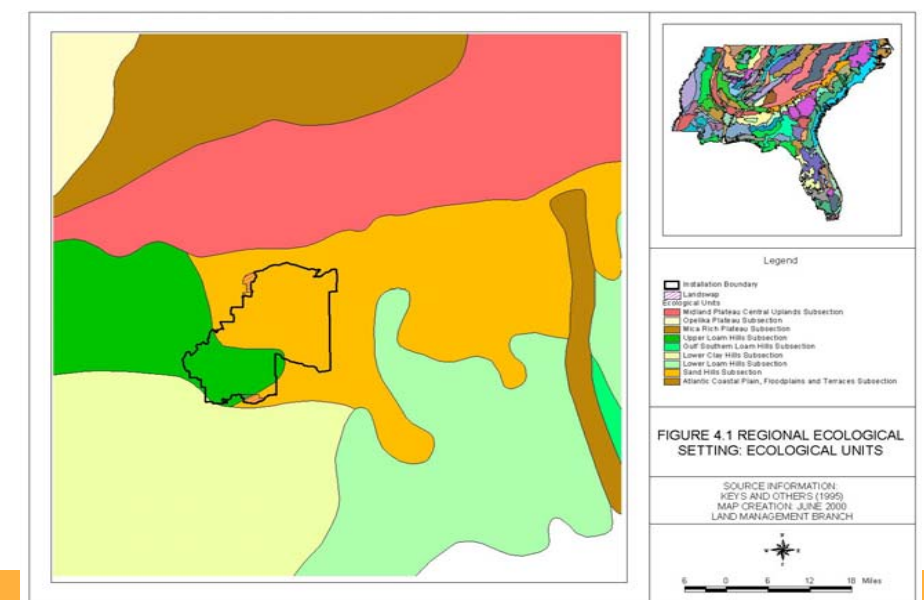 Legend
Installation Boundary
Landswap
Ecological Units
Midland Plateau Central Uplands Subsection
Opelika Plateau Subsection
Mica Rich Plateau Subsection
Upper Loam Hills Subsection
Gulf Southern Loam Hills Subsection
Lower Clay Hills Subsection
Lower Loam Hills Subsection
Sand Hills Subsection
Atlantic Coastal Plain, Floodplains and Terraces Subsection
FIGURE 4.1 REGIONAL ECOLOGICAL
SETTING: ECOLOGICAL UNITS
SOURCE INFORMATION:
KEYS AND OTHERS (1995)
MAP CREATION: JUNE 2000
LAND MANAGEMENT BRANCH
6 0 6 12 18 Miles